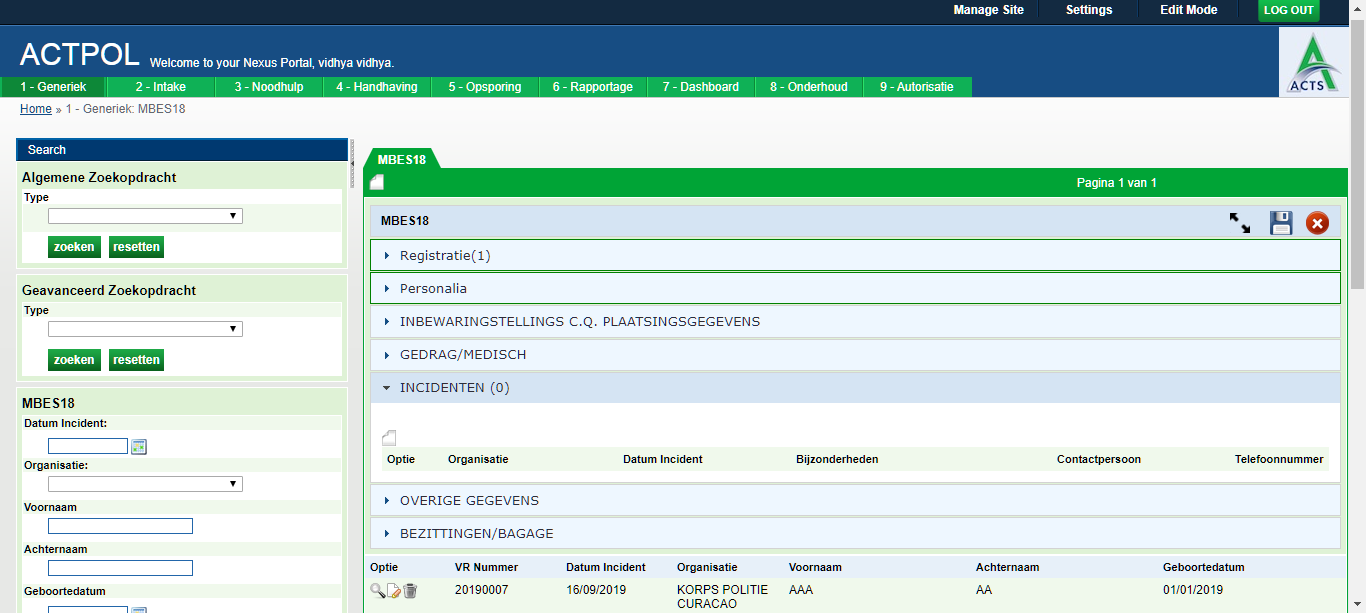 Manage Site Settings Edit Mode LOG OUT
ACTPOL Welcome to your Nexus Portal, vidhya vidhya.
ACTS
1 - Generiek 2 - Intake 3 - Noodhulp 4 - Handhaving 5 - Opsporing 6 - Rapportage 7 - Dashboard 8 - Onderhoud 9 - Autorisatie
Home » 1 - Generiek: MBES18
Search
Algemene Zoekopdracht
Type
zoeken resetten
Geavanceerd Zoekopdracht
Type
zoeken resetten
MBES18
Datum Incident:
Organisatie:
Voornaam
Achternaam
Geboortedatum
MBES18
Pagina 1 van 1
MBES18
Registratie(1)
Personalia
INBEWARINGSTELLINGS C.Q. PLAATSINGSGEGEVENS
GEDRAG/MEDISCH
INCIDENTEN (0)
Optie Organisatie Datum Incident Bijzonderheden Contactpersoon Telefoonnummer
OVERIGE GEGEVENS
BEZITTINGEN/BAGAGE
Optie VR Nummer Datum Incident Organisatie Voornaam Achternaam Geboortedatum
20190007 16/09/2019 KORPS POLITIE AAA AA 01/01/2019
CURACAO